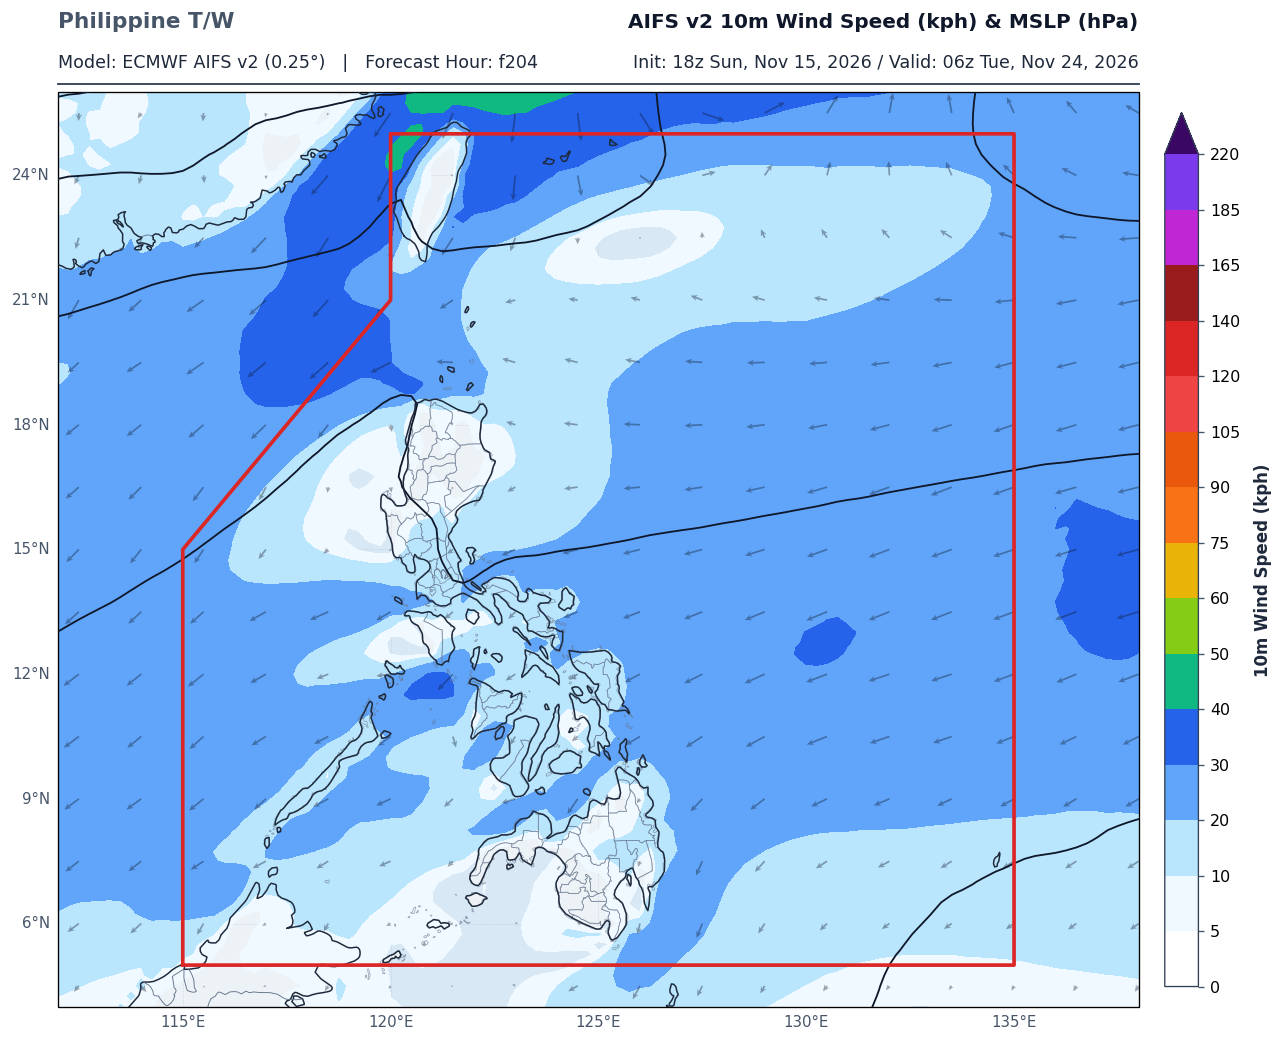 Philippine T/W
AIFS v2 10m Wind Speed (kph) & MSLP (hPa)
Model: ECMWF AIFS v2 (0.25°) | Forecast Hour: f204
Init: 18z Sun, Nov 15, 2026 / Valid: 06z Tue, Nov 24, 2026
24°N
21°N
18°N
15°N
12°N
9°N
6°N
115°E
120°E
125°E
130°E
135°E
220
185
165
140
120
105
90
75
60
50
40
30
20
10
5
0
10m Wind Speed (kph)